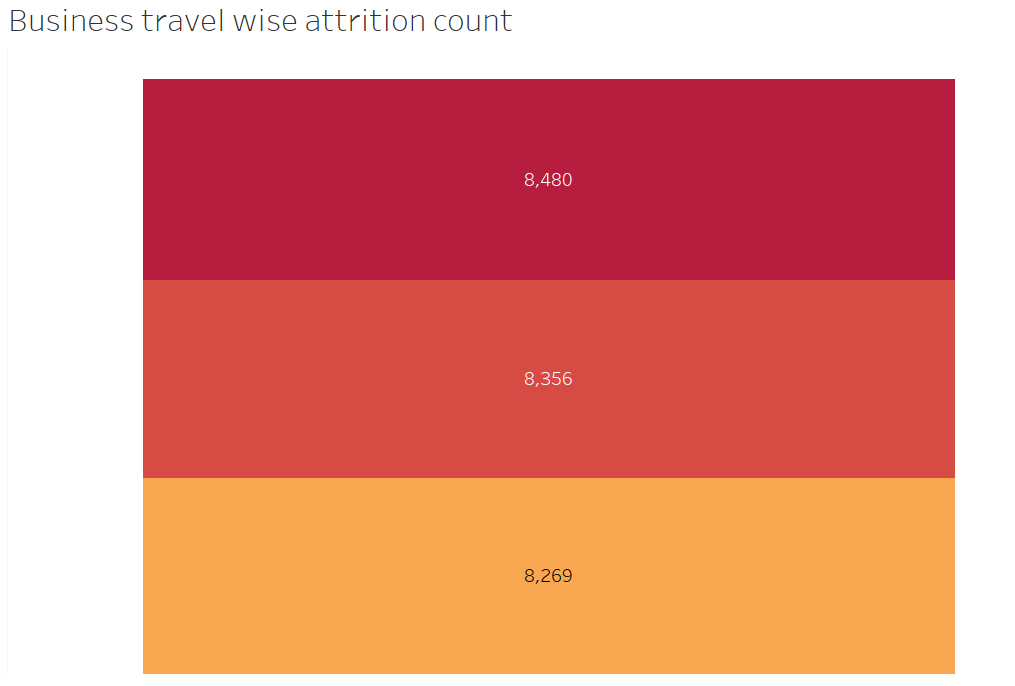 Business travel wise attrition count
8,480
8,356
8,269